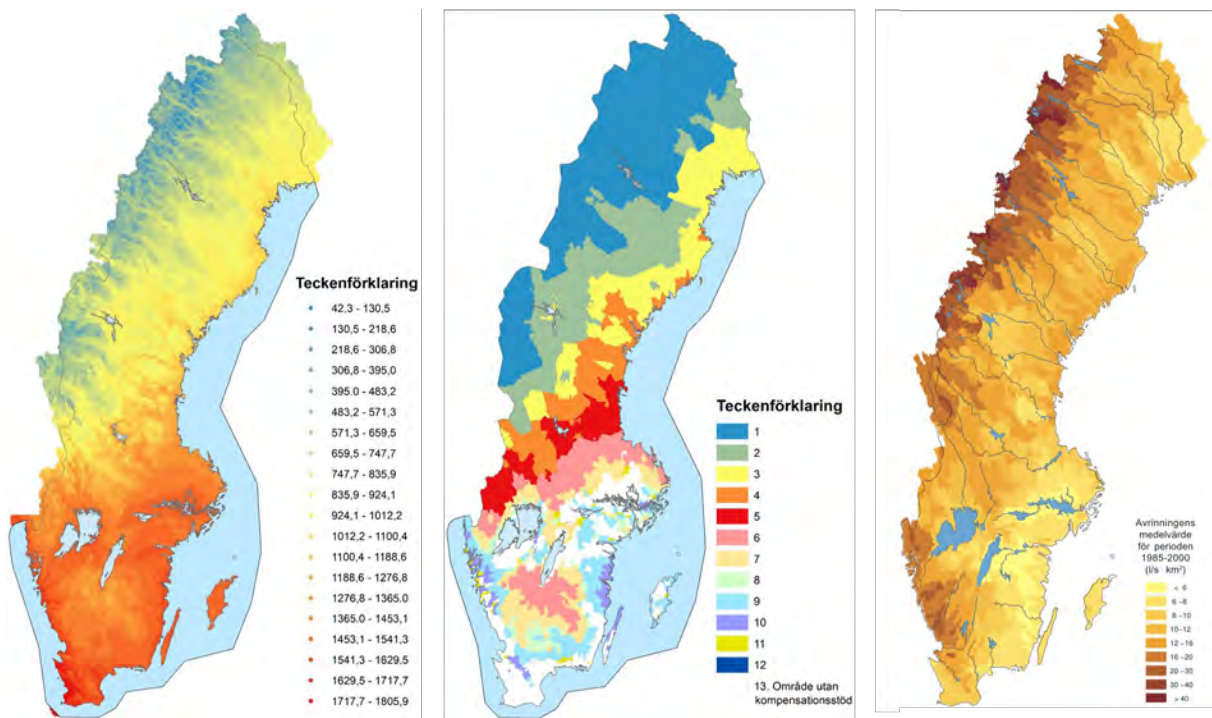 Teckenförklaring
42,3 - 130,5
130,5 - 218,6
218,6 - 306,8
306,8 - 395,0
395.0 - 483,2
483,2 - 571,3
571,3 - 659,5
659,5 - 747,7
747,7 - 835,9
835,9 - 924,1
924,1 - 1012,2
1012,2 - 1100,4
1100,4 - 1188,6
1188,6 - 1276,8
1276,8 - 1365.0
1365.0 - 1453,1
1453,1 - 1541,3
1541,3 - 1629.5
1629,5 - 1717,7
1717,7 - 1805,9
Teckenförklaring
1
2
3
4
5
6
7
8
9
10
11
12
13. Område utan
kompensationsstöd
Avrinningens
medelvärde
för perioden
1985-2000
(l/s km²)
< 6
6 - 8
8 - 10
10 - 12
12 - 16
16 - 20
20 - 30
30 - 40
> 40